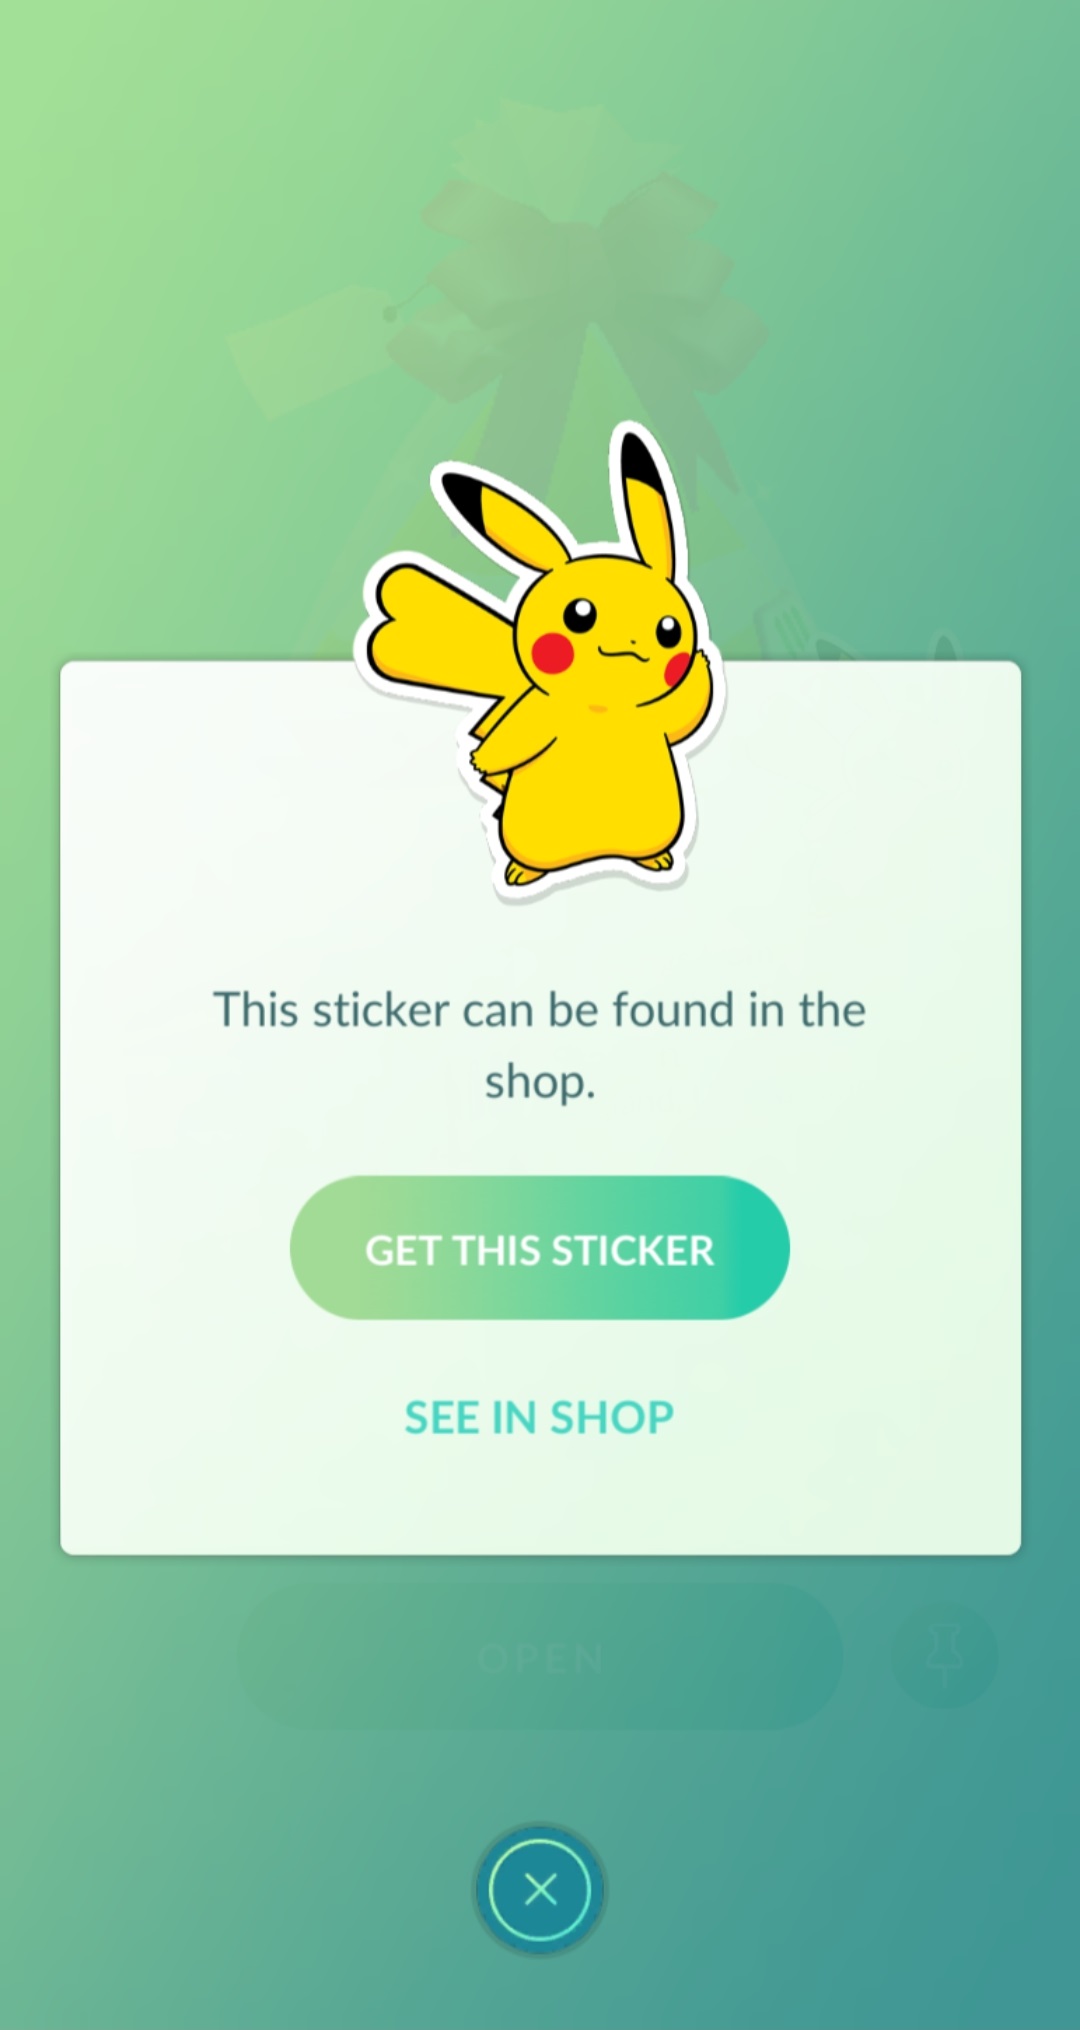 This sticker can be found in the
shop.
GET THIS STICKER
SEE IN SHOP
OPEN